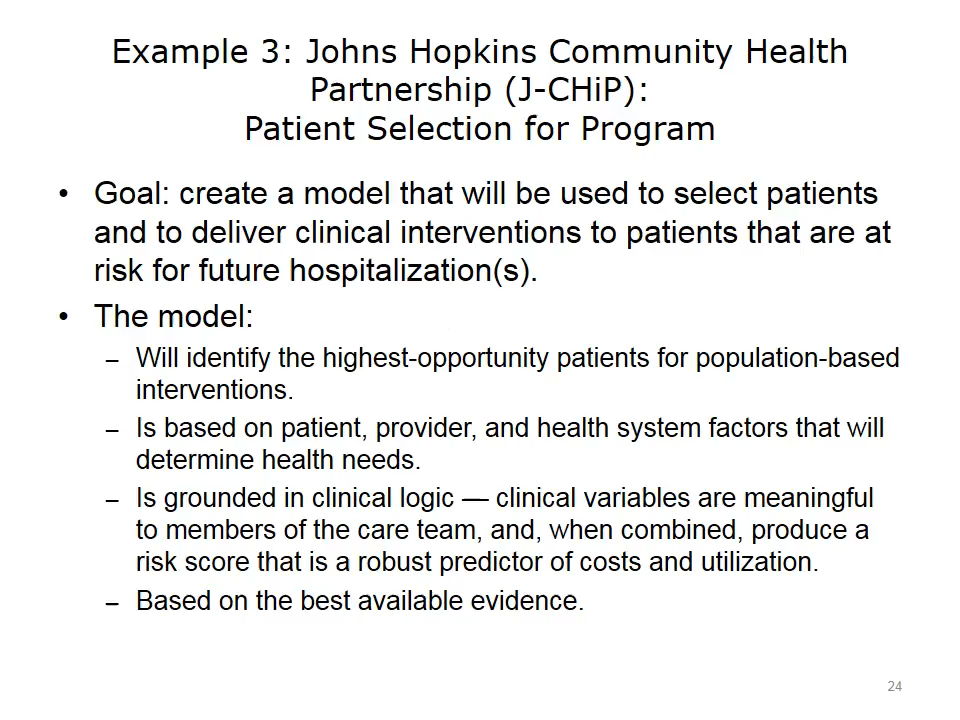 Example 3: Johns Hopkins Community Health
Partnership (J-CHiP):
Patient Selection for Program
• Goal: create a model that will be used to select patients
and to deliver clinical interventions to patients that are at
risk for future hospitalization(s).
• The model:
– Will identify the highest-opportunity patients for population-based
interventions.
– Is based on patient, provider, and health system factors that will
determine health needs.
– Is grounded in clinical logic — clinical variables are meaningful
to members of the care team, and, when combined, produce a
risk score that is a robust predictor of costs and utilization.
– Based on the best available evidence.
24